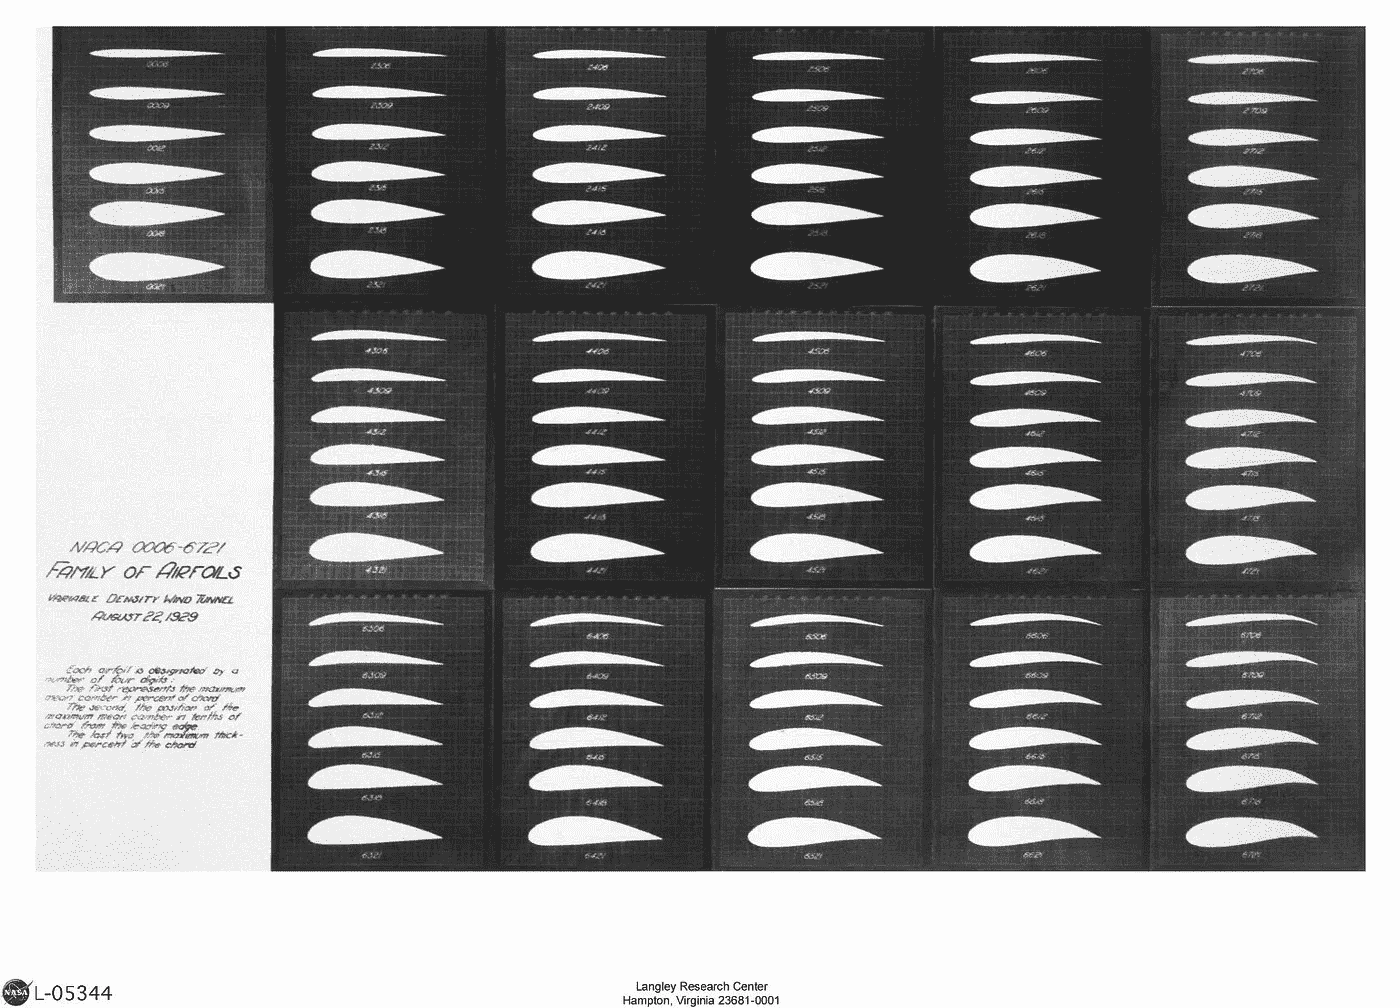 0006 2306 2406 2506 2606 2706
0009 2309 2409 2509 2609 2709
0012 2312 2412 2512 2612 2712
0015 2315 2415 2515 2615 2715
0018 2318 2418 2518 2618 2718
0021 2321 2421 2521 2621 2721
4306 4406 4506 4606 4706
4309 4409 4509 4609 4709
4312 4412 4512 4612 4712
4315 4415 4515 4615 4715
4318 4418 4518 4618 4718
4321 4421 4521 4621 4721
6306 6406 6506 6606 6706
6309 6409 6509 6609 6709
6312 6412 6512 6612 6712
6315 6415 6515 6615 6715
6318 6418 6518 6618 6718
6321 6421 6521 6621 6721
NACA 0006-6721
FAMILY OF AIRFOILS
VARIABLE DENSITY WIND TUNNEL
AUGUST 22, 1929
Each airfoil is designated by a
number of four digits:
The first represents the maximum
mean camber in percent of chord
The second, the position of the
maximum mean camber in tenths of
chord from the leading edge
The last two the maximum thick-
ness in percent of the chord.
NASA
L-05344
Langley Research Center
Hampton, Virginia 23681-0001